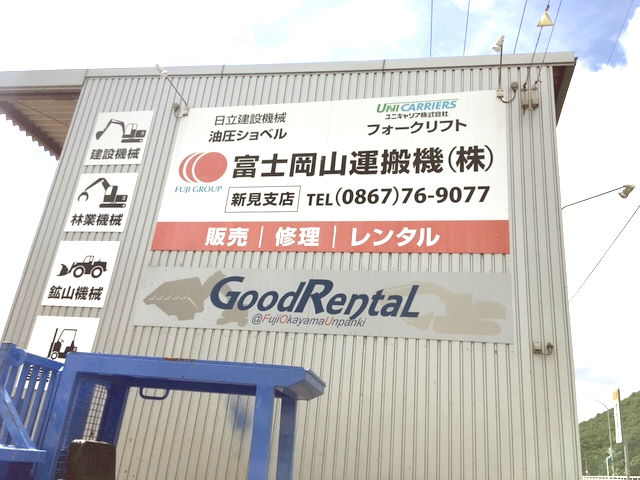 日立建設機械
油圧ショベル
UNICARRIERS
ユニキャリア株式会社
フォークリフト
FUJI GROUP
富士岡山運搬機(株)
新見支店 TEL(0867)76-9077
販売|修理|レンタル
GoodRentaL
@FujiOkayamaUnpanki
建設機械
林業機械
鉱山機械